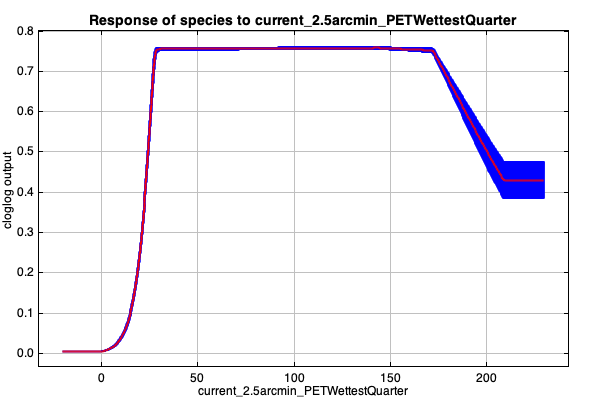 Response of species to current_2.5arcmin_PETWettestQuarter
0.8
0.7
0.6
0.5
0.4
0.3
0.2
0.1
0.0
cloglog output
0 50 100 150 200
current_2.5arcmin_PETWettestQuarter